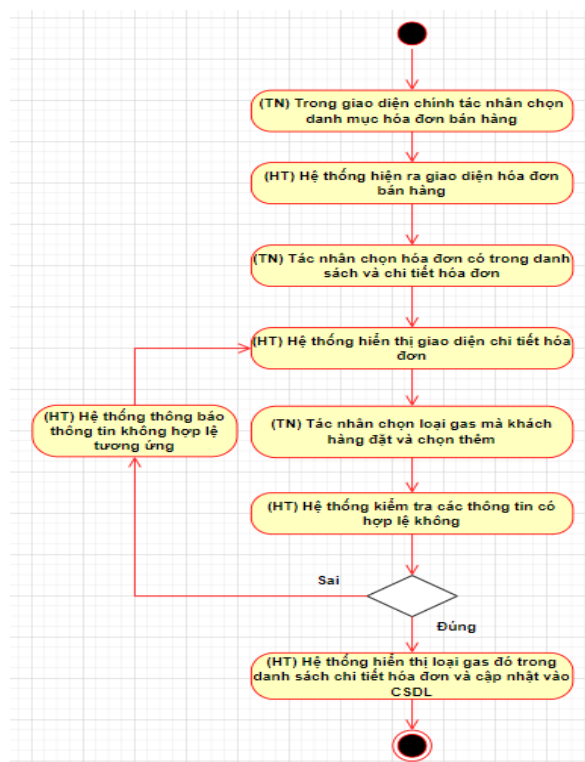 (TN) Trong giao diện chính tác nhân chọn
danh mục hóa đơn bán hàng
(HT) Hệ thống hiện ra giao diện hóa đơn
bán hàng
(TN) Tác nhân chọn hóa đơn có trong danh
sách và chi tiết hóa đơn
(HT) Hệ thống hiển thị giao diện chi tiết hóa
đơn
(HT) Hệ thống thông báo
thông tin không hợp lệ
tương ứng
(TN) Tác nhân chọn loại gas mà khách
hàng đặt và chọn thêm
(HT) Hệ thống kiểm tra các thông tin có
hợp lệ không
Sai
Đúng
(HT) Hệ thống hiển thị loại gas đó trong
danh sách chi tiết hóa đơn và cập nhật vào
CSDL